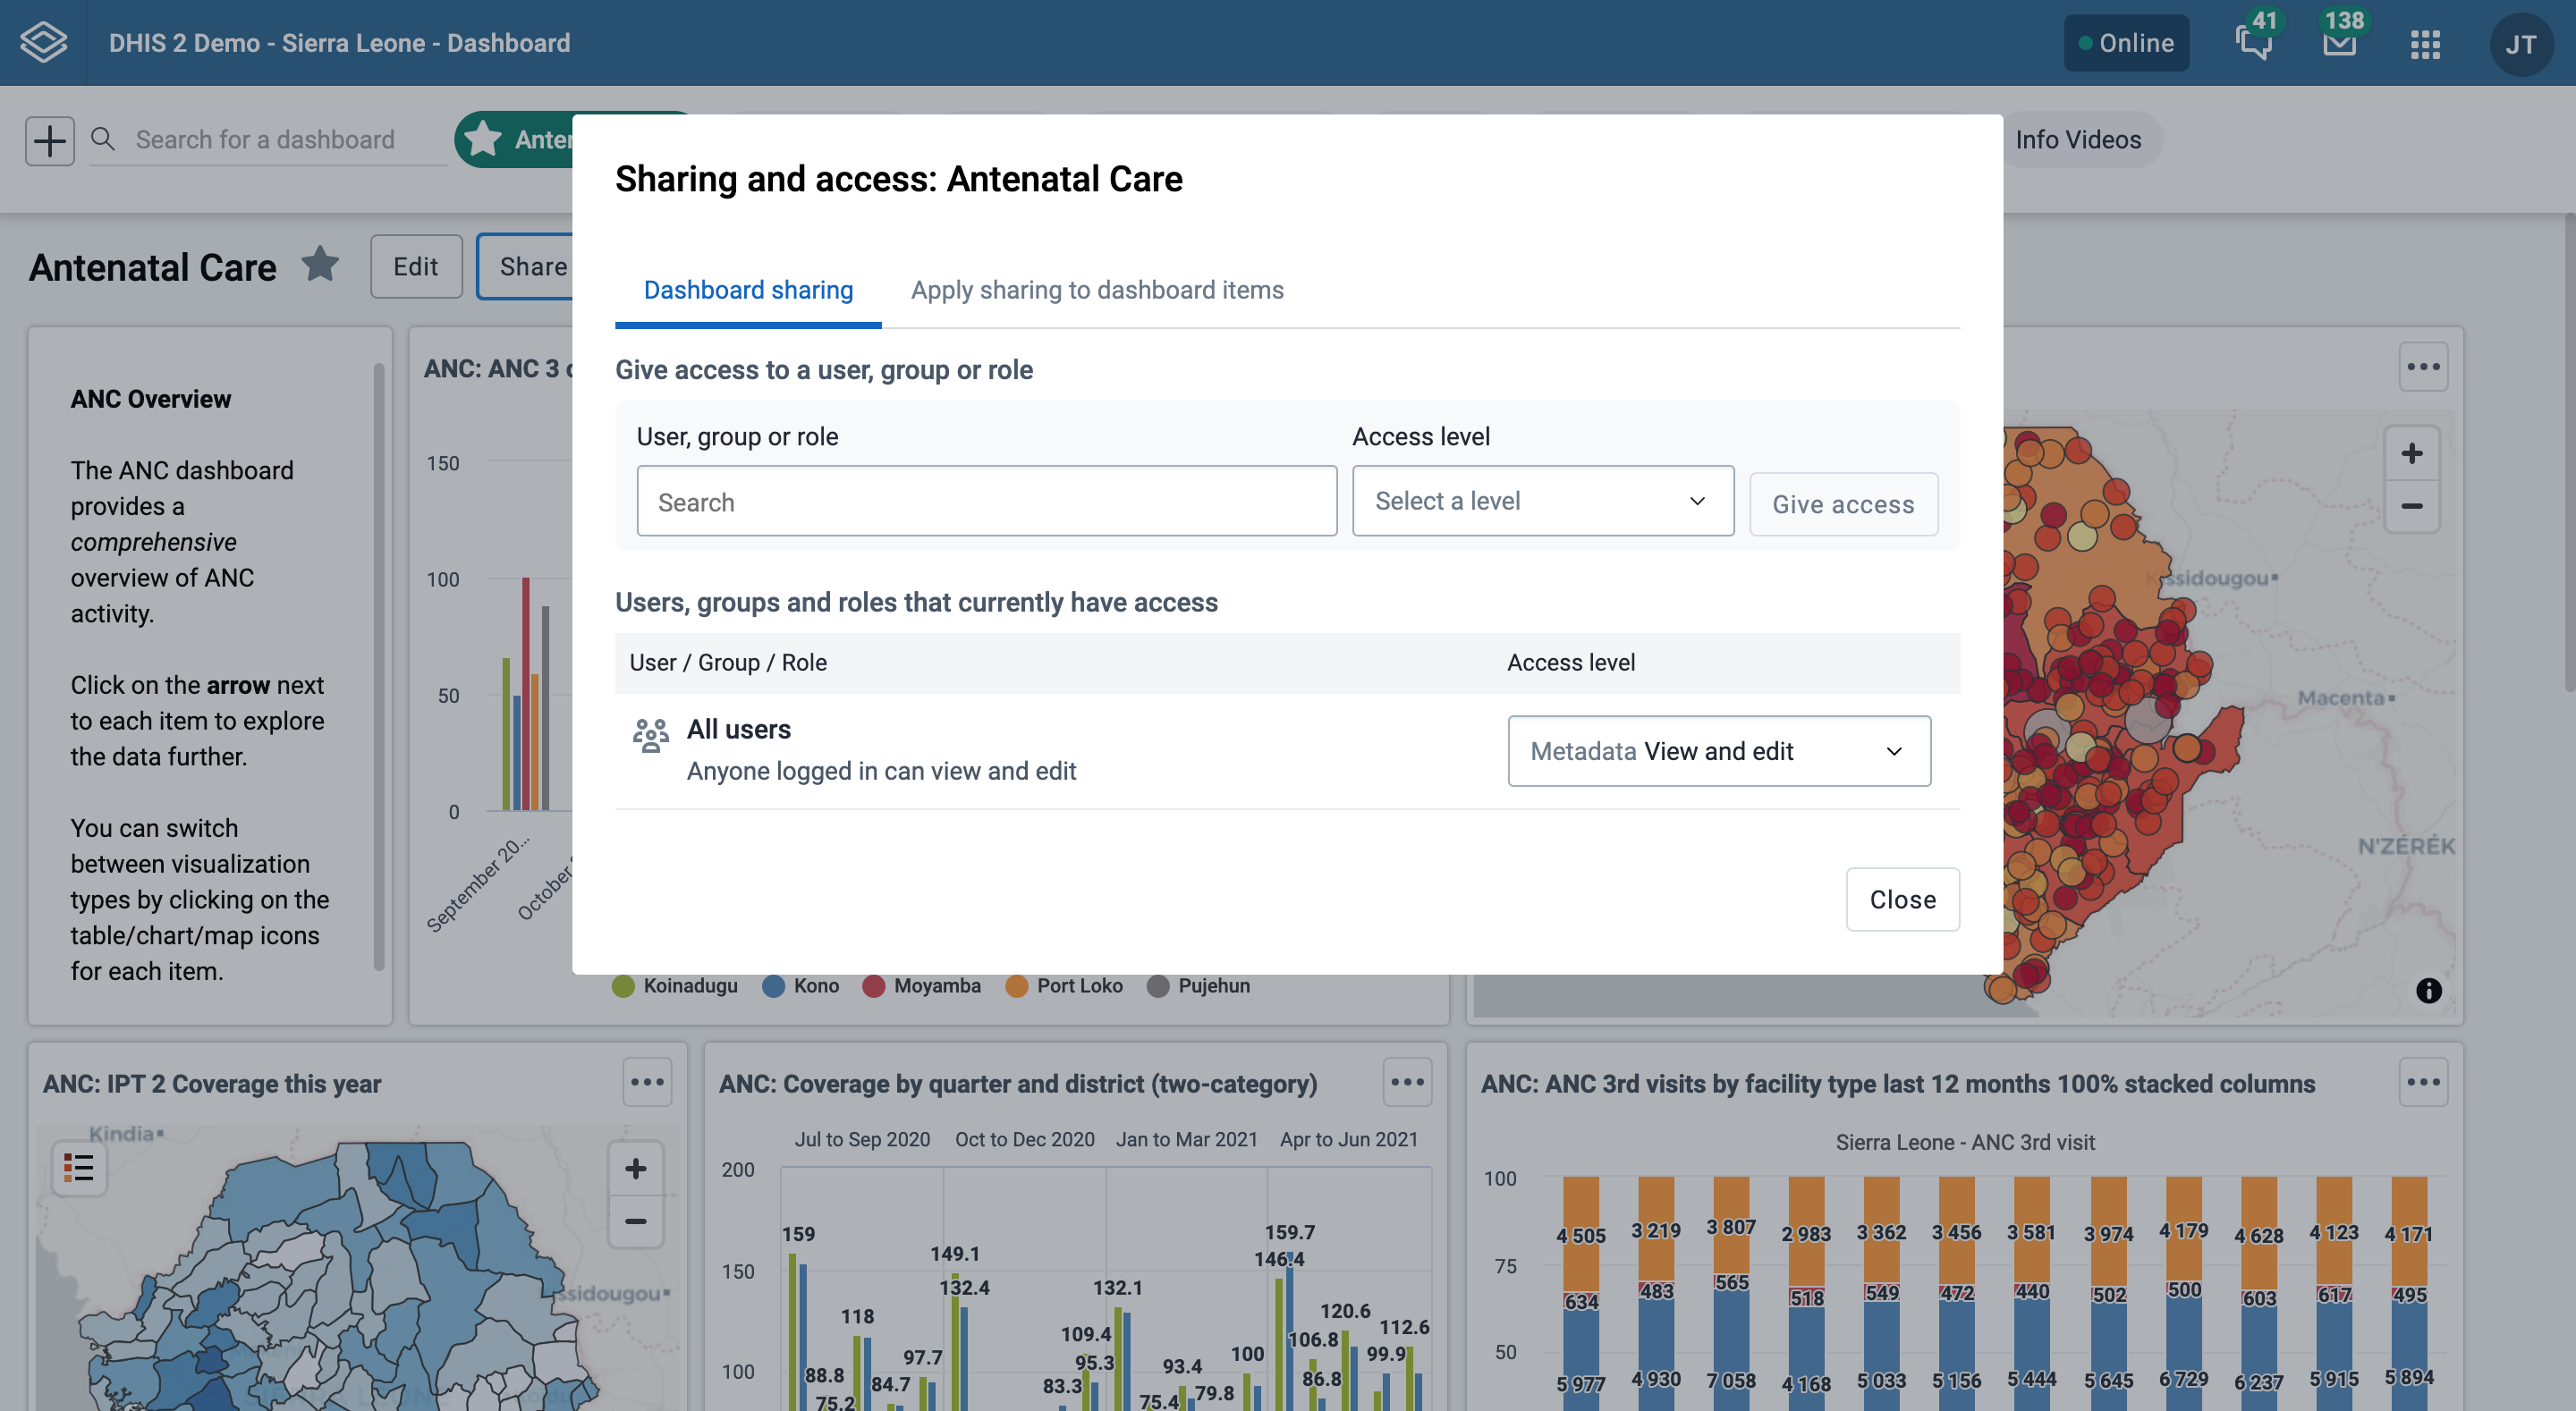 DHIS 2 Demo - Sierra Leone - Dashboard
Online
41
138
JT
Search for a dashboard
Info Videos
Antenatal Care
Edit
Share
Sharing and access: Antenatal Care
Dashboard sharing
Apply sharing to dashboard items
Give access to a user, group or role
User, group or role
Access level
Search
Select a level
Give access
Users, groups and roles that currently have access
User / Group / Role
Access level
All users
Anyone logged in can view and edit
Metadata View and edit
Close
ANC Overview
The ANC dashboard
provides a
comprehensive
overview of ANC
activity.
Click on the arrow next
to each item to explore
the data further.
You can switch
between visualization
types by clicking on the
table/chart/map icons
for each item.
ANC: ANC 3
150
100
50
0
September 20...
October
Koinadugu
Kono
Moyamba
Port Loko
Pujehun
Macenta
N'ZÉRÉK
ANC: IPT 2 Coverage this year
Kindia
ANC: Coverage by quarter and district (two-category)
Jul to Sep 2020
Oct to Dec 2020
Jan to Mar 2021
Apr to Jun 2021
200
150
100
159
88.8
75.2
118
84.7
97.7
149.1
132.4
83.3
109.4
95.3
132.1
75.4
93.4
79.8
100
146.4
159.7
106.8
86.8
120.6
99.9
112.6
ANC: ANC 3rd visits by facility type last 12 months 100% stacked columns
Sierra Leone - ANC 3rd visit
100
75
50
4 505
3 219
3 807
2 983
3 362
3 456
3 581
3 974
4 179
4 628
4 123
4 171
634
483
565
518
549
472
440
502
500
603
617
495
5 977
4 930
7 058
4 168
5 033
5 156
5 444
5 645
6 729
6 237
5 915
5 894